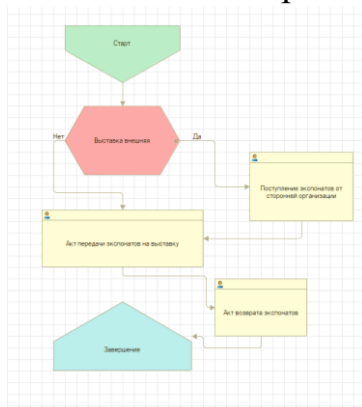 Старт
Выставка внешняя
Нет
Да
Поступление экспонатов от
сторонней организации
Акт передачи экспонатов на выставку
Акт возврата экспонатов
Завершение